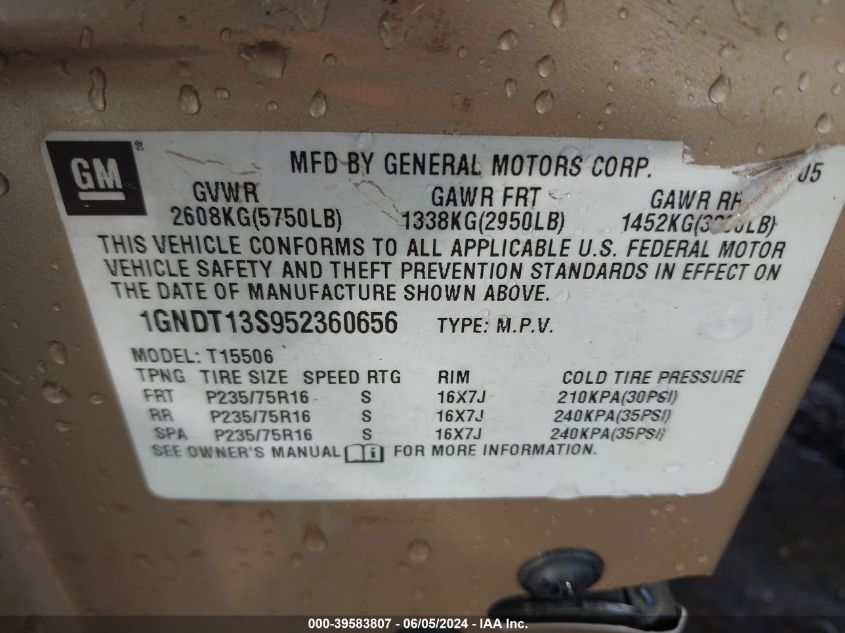 GM ®
MFD BY GENERAL MOTORS CORP. 05
GVWR GAWR FRT GAWR RR
2608KG(5750LB) 1338KG(2950LB) 1452KG(
THIS VEHICLE CONFORMS TO ALL APPLICABLE U.S. FEDERAL MOTOR
VEHICLE SAFETY AND THEFT PREVENTION STANDARDS IN EFFECT ON
THE DATE OF MANUFACTURE SHOWN ABOVE.
1GNDT13S952360656 TYPE: M.P.V.
MODEL: T15506
TPNG TIRE SIZE SPEED RTG RIM COLD TIRE PRESSURE
FRT P235/75R16 S 16X7J 210KPA(30PSI)
RR P235/75R16 S 16X7J 240KPA(35PSI)
SPA P235/75R16 S 16X7J 240KPA(35PSI)
SEE OWNER'S MANUAL FOR MORE INFORMATION.
000-39583807 - 06/05/2024 - IAA Inc.